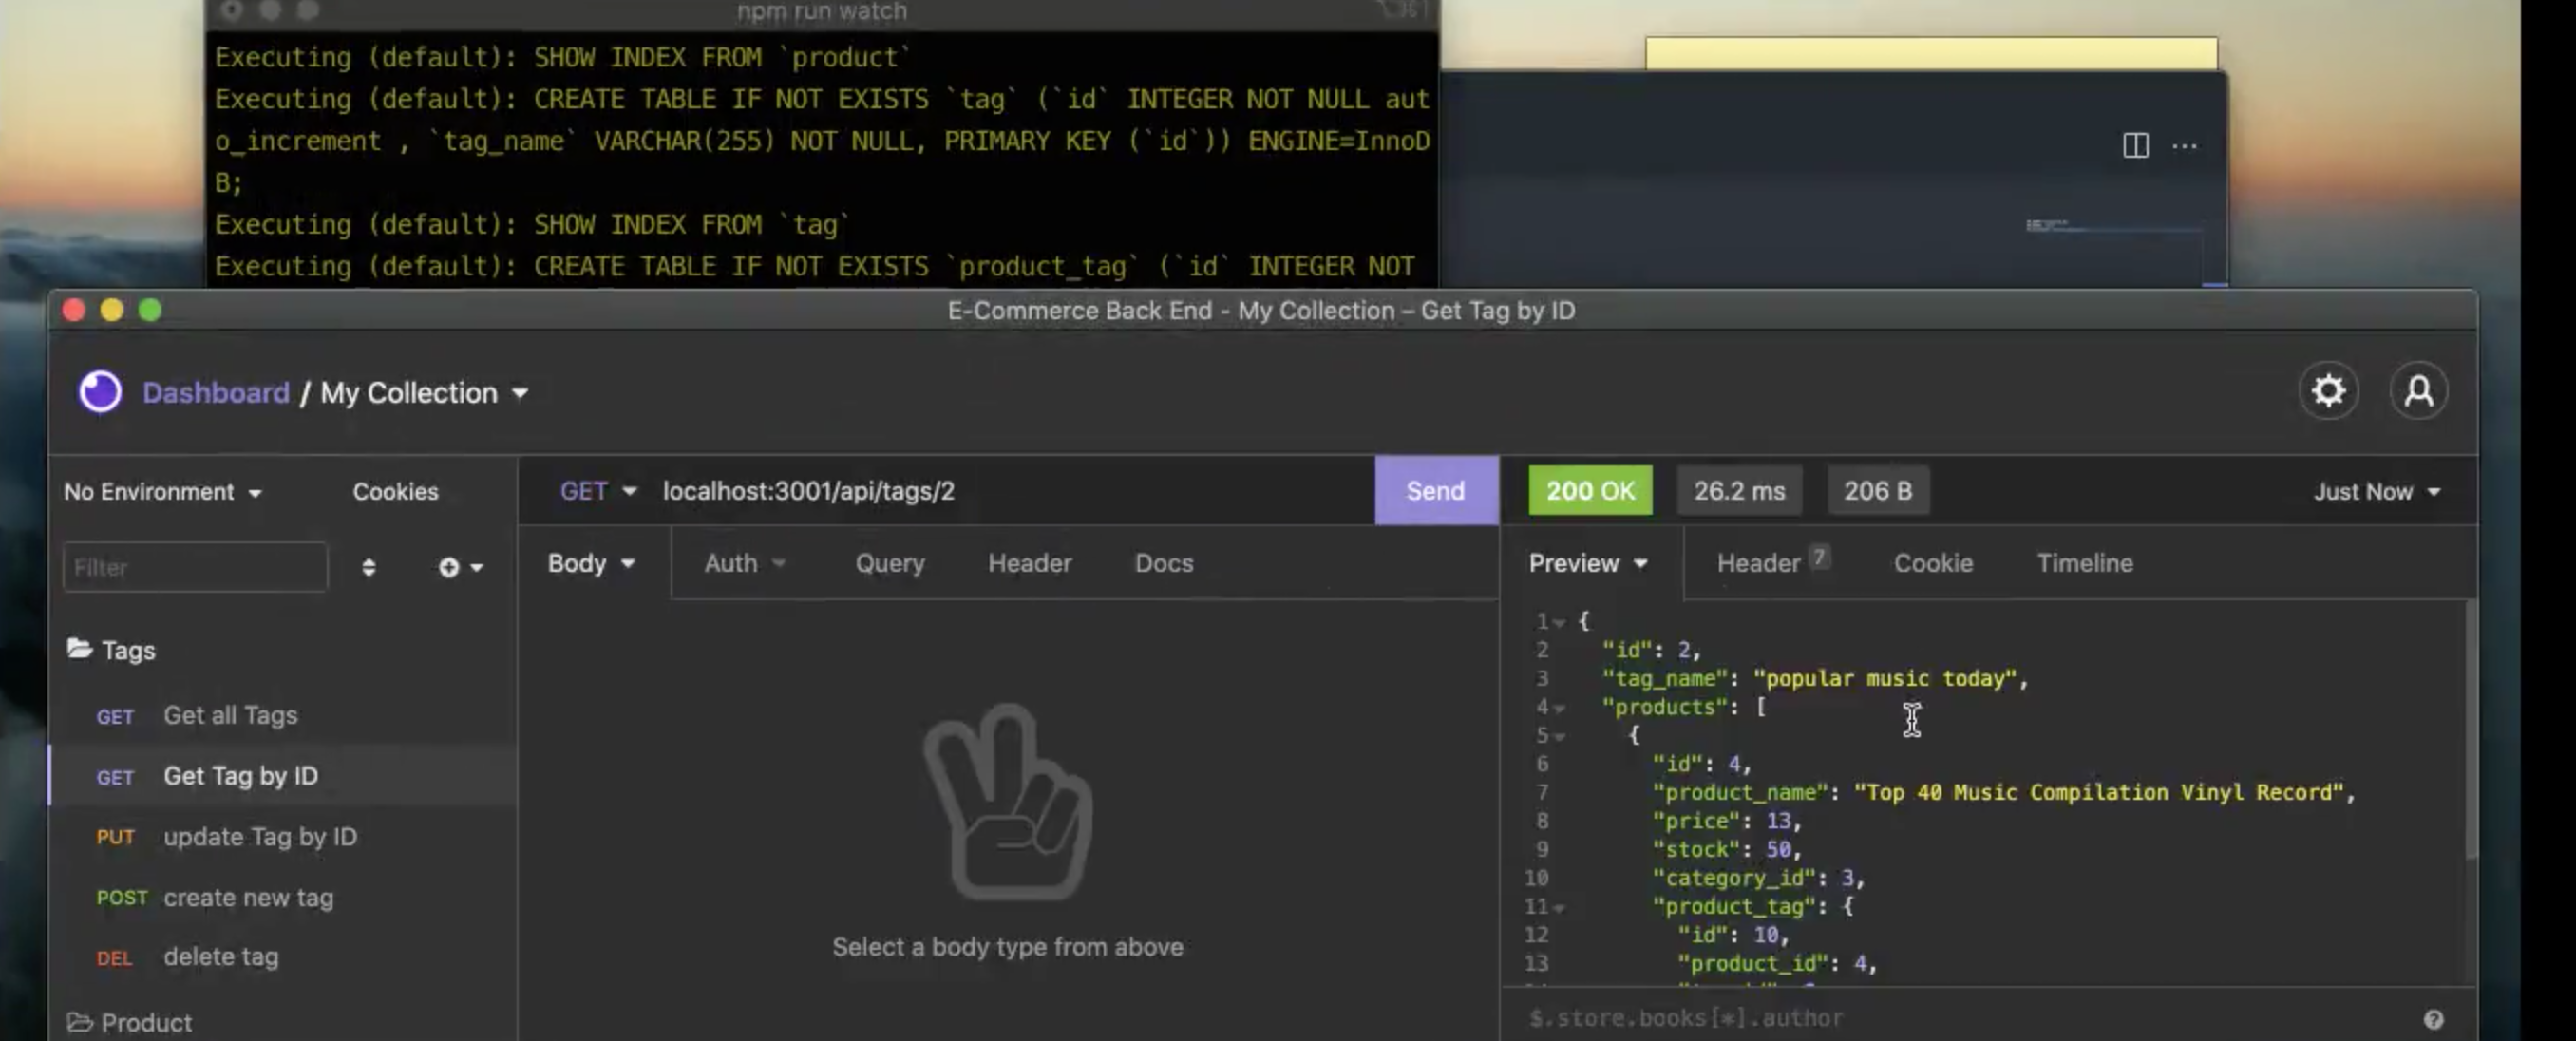 npm run watch
Executing (default): SHOW INDEX FROM `product`
Executing (default): CREATE TABLE IF NOT EXISTS `tag` (`id` INTEGER NOT NULL aut
o_increment , `tag_name` VARCHAR(255) NOT NULL, PRIMARY KEY (`id`)) ENGINE=InnoD
B;
Executing (default): SHOW INDEX FROM `tag`
Executing (default): CREATE TABLE IF NOT EXISTS `product_tag` (`id` INTEGER NOT
E-Commerce Back End - My Collection – Get Tag by ID
Dashboard / My Collection
No Environment Cookies
GET localhost:3001/api/tags/2 Send
200 OK 26.2 ms 206 B Just Now
Filter
Body Auth Query Header Docs
Preview Header 7 Cookie Timeline
Tags
GET Get all Tags
GET Get Tag by ID
PUT update Tag by ID
POST create new tag
DEL delete tag
Product
Select a body type from above
1 {
2 "id": 2,
3 "tag_name": "popular music today",
4 "products": [
5 {
6 "id": 4,
7 "product_name": "Top 40 Music Compilation Vinyl Record",
8 "price": 13,
9 "stock": 50,
10 "category_id": 3,
11 "product_tag": {
12 "id": 10,
13 "product_id": 4,
$.store.books[*].author